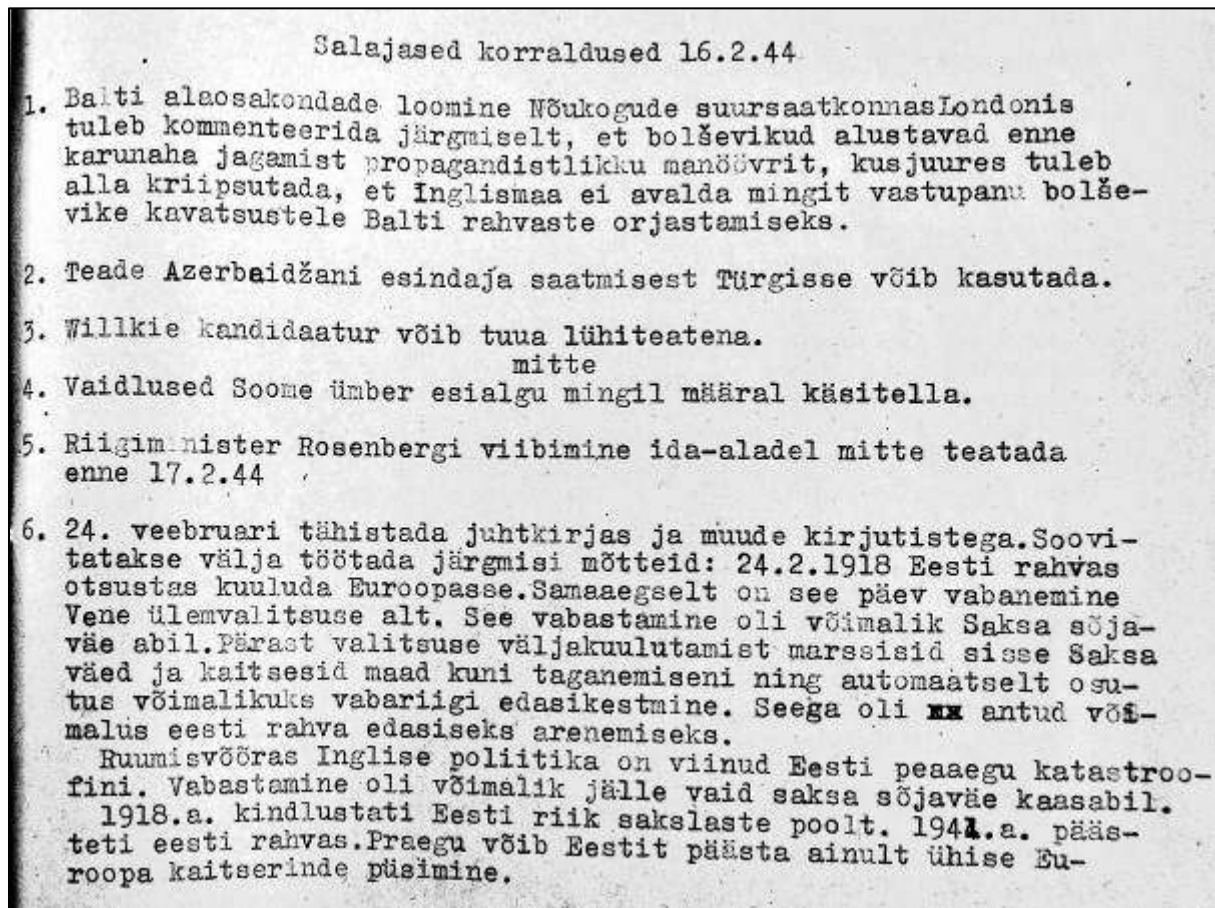 Salajased korraldused 16.2.44
1. Balti alaosakondade loomine Nõukogude suursaatkonnasLondonis
tuleb kommenteerida järgmiselt, et bolševikud alustavad enne
karunaha jagamist propagandistlikku manöövrit, kusjuures tuleb
alla kriipsutada, et Inglismaa ei avalda mingit vastupanu bolše-
vike kavatsustele Balti rahvaste orjastamiseks.
2. Teade Azerbaidžani esindaja saatmisest Türgisse võib kasutada.
3. Willkie kandidaatur võib tuua lühiteatena.
mitte
4. Vaidlused Soome ümber esialgu mingil määral käsitella.
5. Riigiminister Rosenbergi viibimine ida-aladel mitte teatada
enne 17.2.44
6. 24. veebruari tähistada juhtkirjas ja muude kirjutistega.Soovi-
tatakse välja töötada järgmisi mõtteid: 24.2.1918 Eesti rahvas
otsustas kuuluda Euroopasse.Samaaegselt on see päev vabanemine
Vene ülemvalitsuse alt. See vabastamine oli võimalik Saksa sõja-
väe abil.Pärast valitsuse väljakuulutamist marssisid sisse Saksa
väed ja kaitsesid maad kuni taganemiseni ning automaatselt osu-
tus võimalikuks vabariigi edasikestmine. Seega oli xx antud või-
malus eesti rahva edasiseks arenemiseks.
Ruumisvõõras Inglise poliitika on viinud Eesti peaaegu katastroo-
fini. Vabastamine oli võimalik jälle vaid saksa sõjaväe kaasabil.
1918.a. kindlustati Eesti riik sakslaste poolt. 1941.a. pääs-
teti eesti rahvas.Praegu võib Eestit päästa ainult ühise Eu-
roopa kaitserinde püsimine.